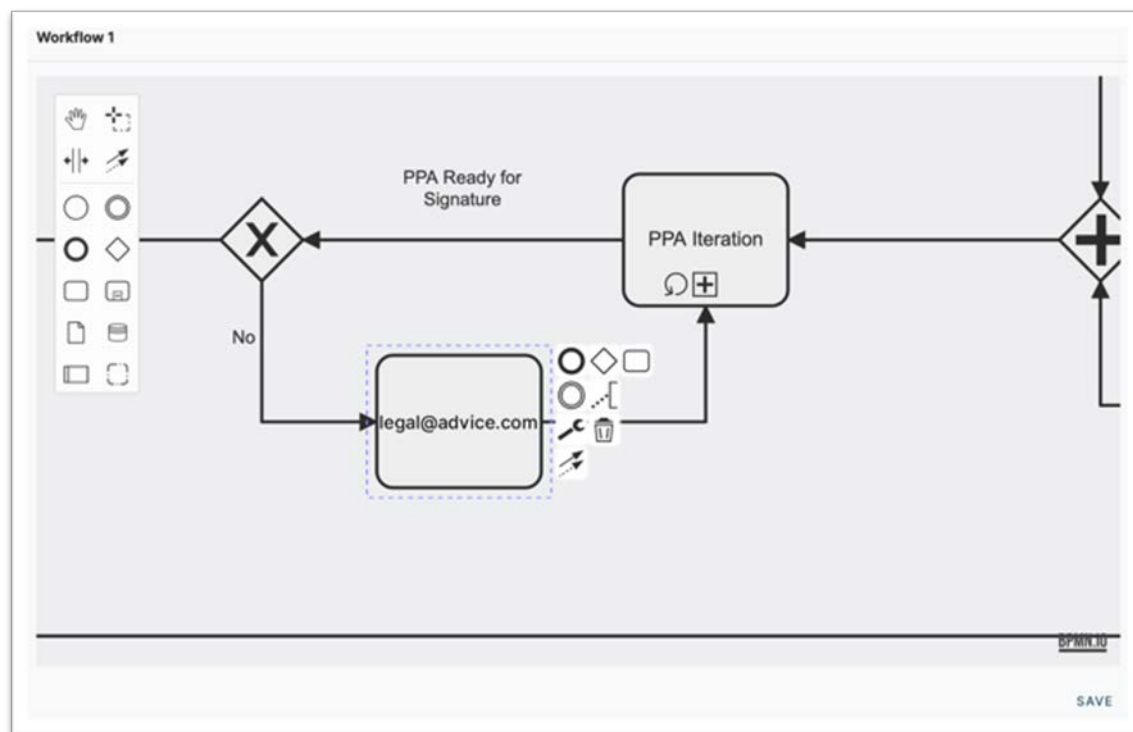 Workflow 1
PPA Ready for
Signature
PPA Iteration
No
legal@advice.com
BPMN.IO
SAVE